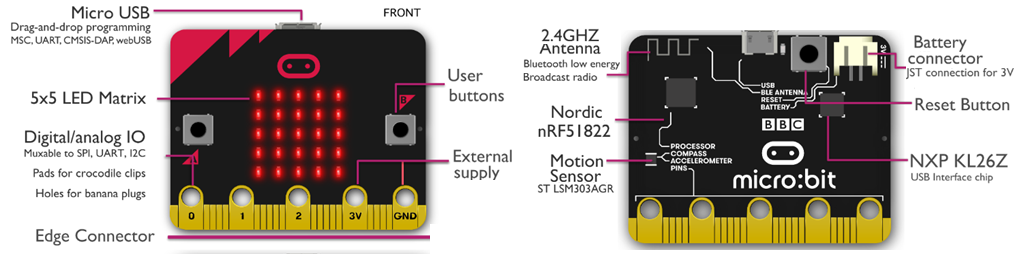 Micro USB
Drag-and-drop programming
MSC, UART, CMSIS-DAP, webUSB
FRONT
5x5 LED Matrix
User
buttons
B
Digital/analog IO
Muxable to SPI, UART, I2C
Pads for crocodile clips
Holes for banana plugs
External
supply
0
1
2
3V
GND
Edge Connector
2.4GHZ
Antenna
Bluetooth low energy
Broadcast radio
3V
Battery
connector
JST connection for 3V
USB
BLE ANTENNA
RESET
BATTERY
Reset Button
Nordic
nRF51822
BBC
PROCESSOR
COMPASS
ACCELEROMETER
PINS
Motion
Sensor
ST LSM303AGR
micro:bit
NXP KL26Z
USB Interface chip